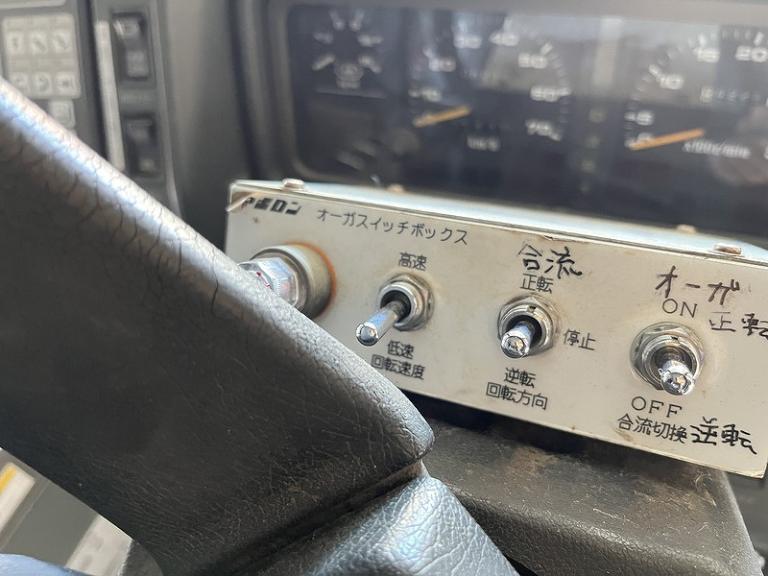 オーガスイッチボックス
高速
低速
回転速度
合流
正転
停止
逆転
回転方向
オーガ
ON 正転
OFF
合流切換 逆転